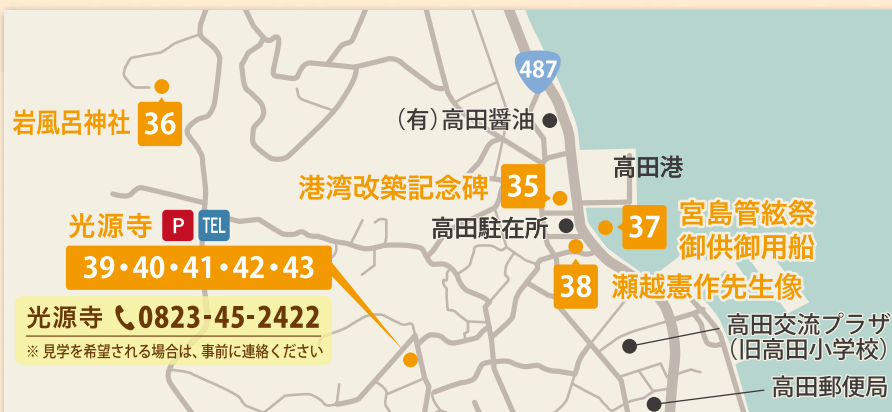 487
(有)高田醤油
岩風呂神社 36
高田港
港湾改築記念碑 35
光源寺 P TEL
高田駐在所
37 宮島管絃祭
御供御用船
39・40・41・42・43
38 瀬越憲作先生像
光源寺 0823-45-2422
※ 見学を希望される場合は、事前に連絡ください
高田交流プラザ
(旧高田小学校)
高田郵便局